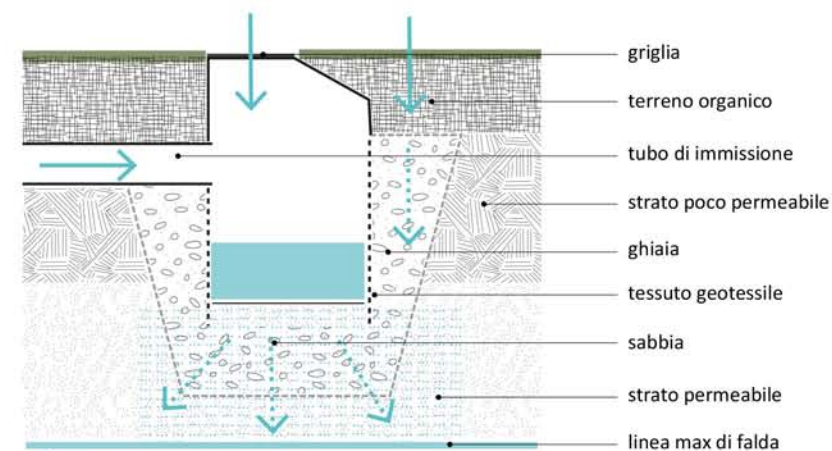 griglia
terreno organico
tubo di immissione
strato poco permeabile
ghiaia
tessuto geotessile
sabbia
strato permeabile
linea max di falda